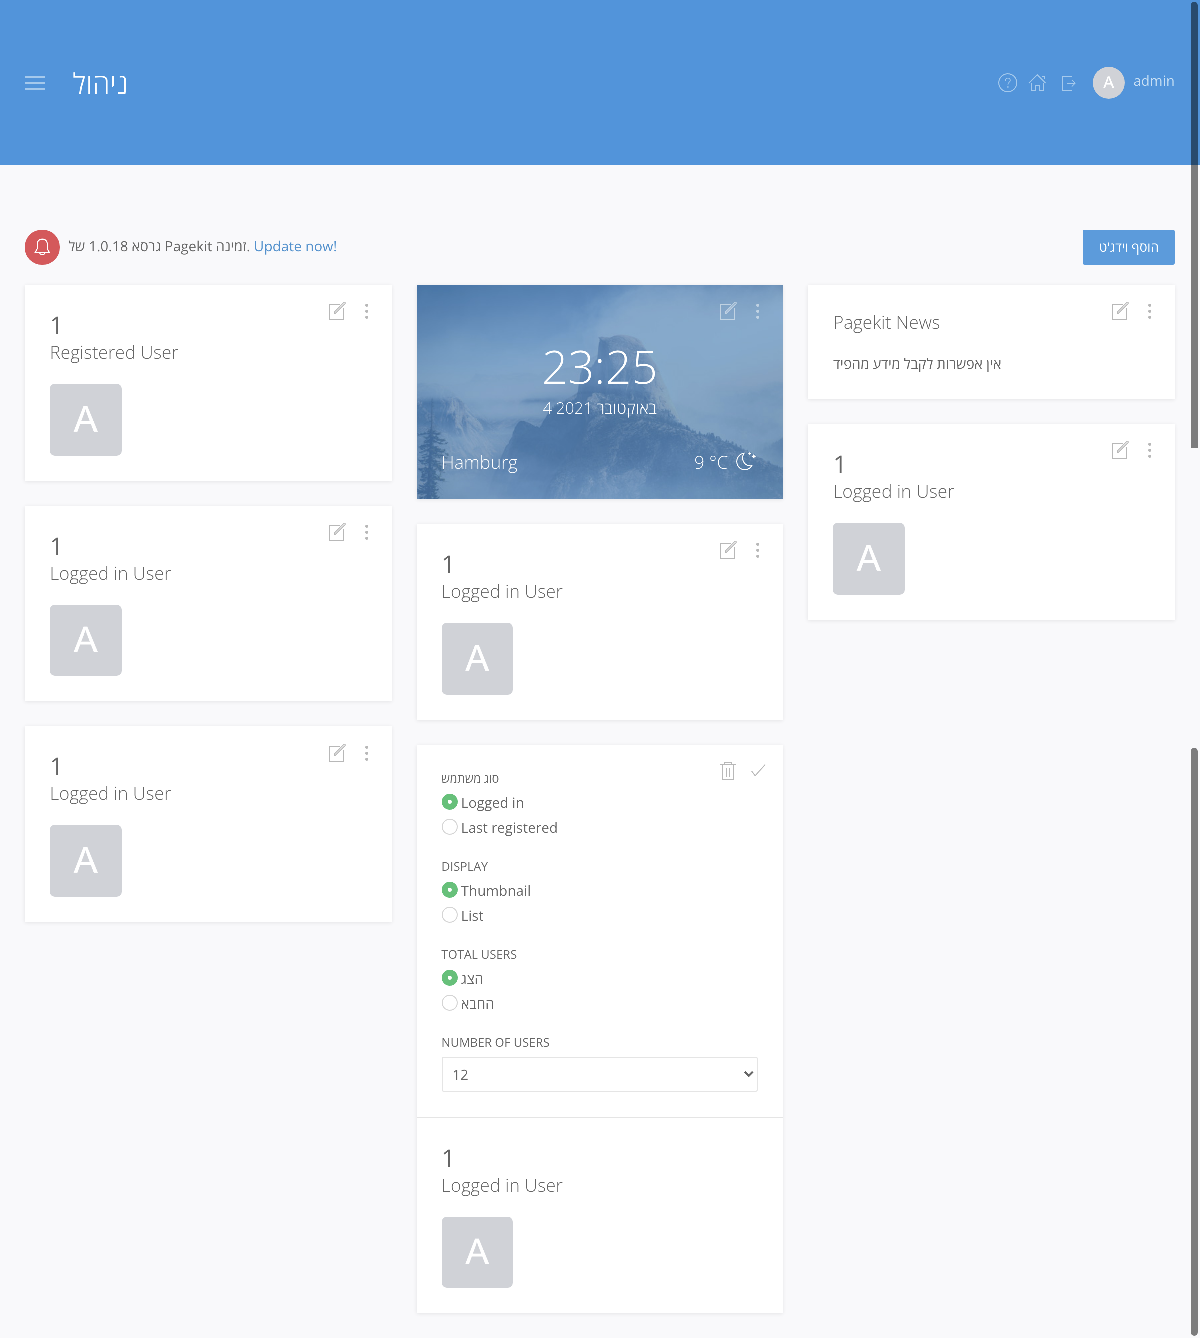 ניהול
A admin
גרסא 1.0.18 של Pagekit זמינה. Update now!
הוסף וידג'ט
1
Registered User
A
1
Logged in User
A
1
Logged in User
A
23:25
4 באוקטובר 2021
Hamburg
9 °C
1
Logged in User
A
סוג משתמש
Logged in
Last registered
DISPLAY
Thumbnail
List
TOTAL USERS
הצג
החבא
NUMBER OF USERS
12
1
Logged in User
A
Pagekit News
אין אפשרות לקבל מידע מהפיד
1
Logged in User
A